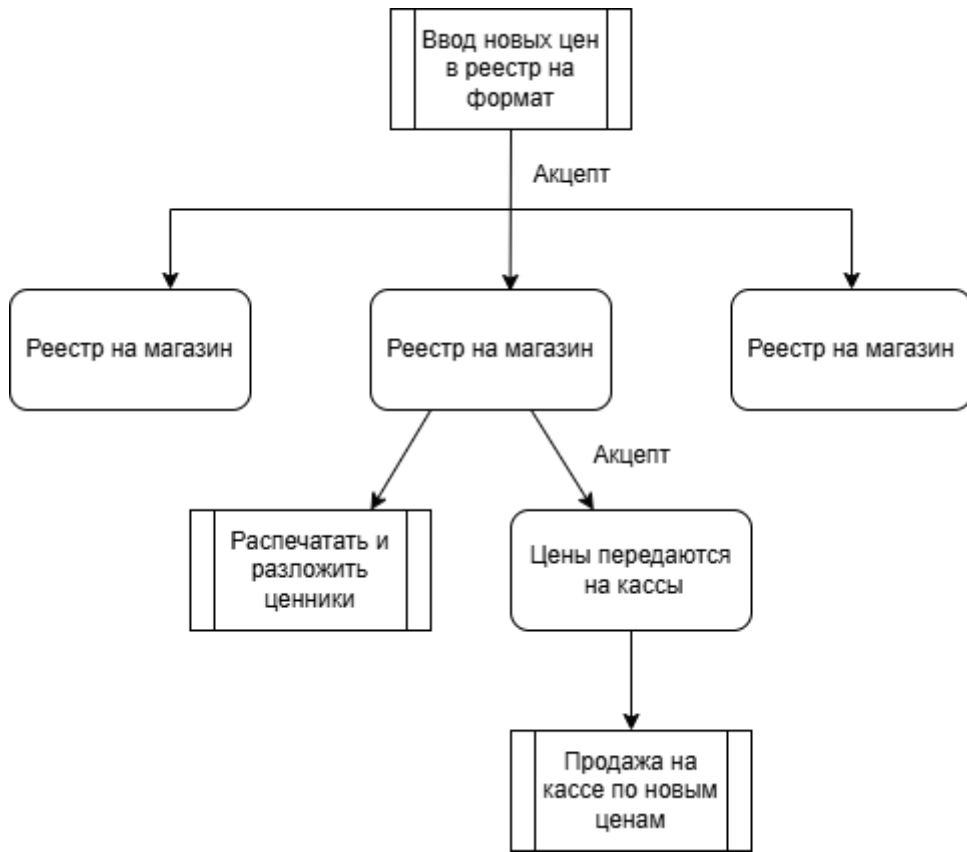 Ввод новых цен
в реестр на
формат
Акцепт
Реестр на магазин
Реестр на магазин
Реестр на магазин
Акцепт
Распечатать и
разложить
ценники
Цены передаются
на кассы
Продажа на
кассе по новым
ценам